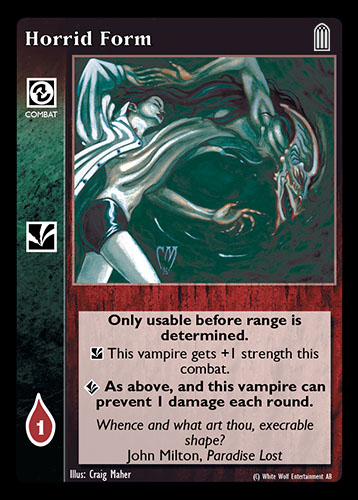 Horrid Form
COMBAT
CM
Only usable before range is
determined.
This vampire gets +1 strength this
combat.
As above, and this vampire can
prevent 1 damage each round.
Whence and what art thou, execrable
shape?
John Milton, Paradise Lost
1
Illus: Craig Maher
(C) White Wolf Entertainment AB